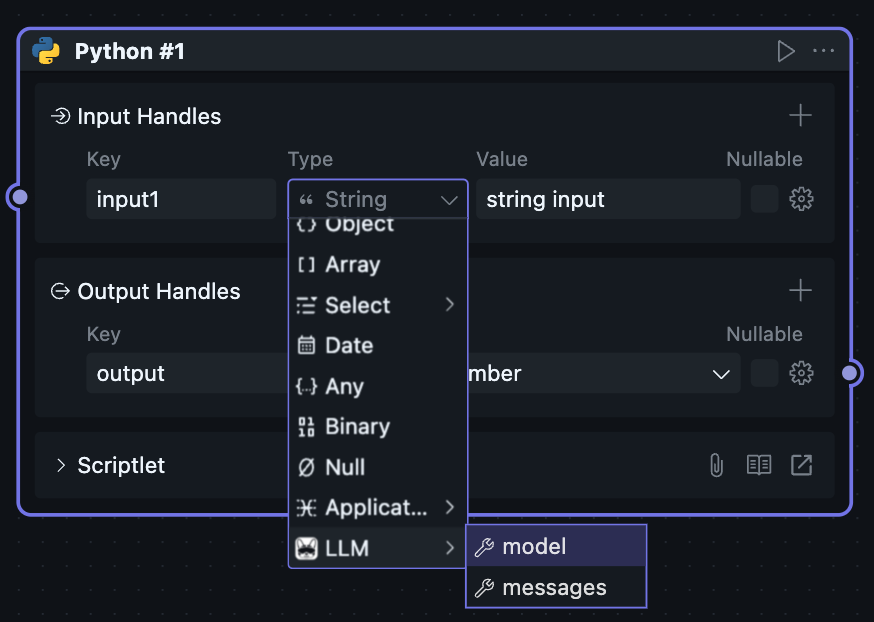 Python #1
Input Handles
Key Type Value Nullable
input1 String string input
Object
Array
Output Handles
Select
Key Nullable
Date
output mber
Any
Binary
Scriptlet Null
Applicat...
LLM
model
messages